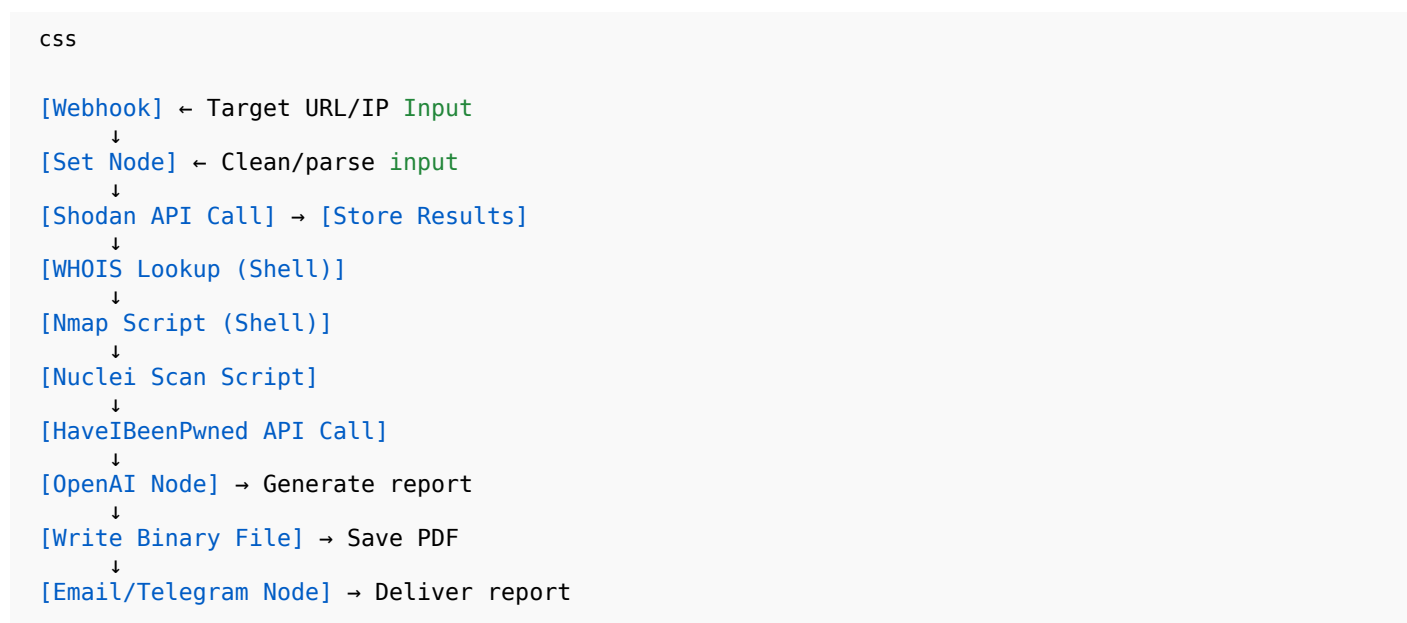 css
[Webhook] ← Target URL/IP Input
↓
[Set Node] ← Clean/parse input
↓
[Shodan API Call] → [Store Results]
↓
[WHOIS Lookup (Shell)]
↓
[Nmap Script (Shell)]
↓
[Nuclei Scan Script]
↓
[HaveIBeenPwned API Call]
↓
[OpenAI Node] → Generate report
↓
[Write Binary File] → Save PDF
↓
[Email/Telegram Node] → Deliver report